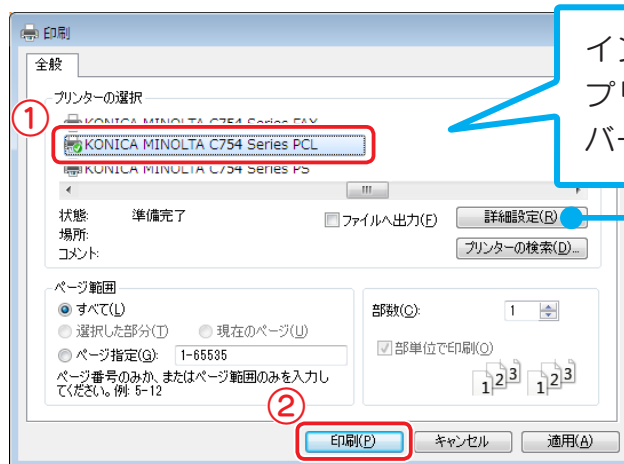 印刷
全般
プリンターの選択
①
KONICA MINOLTA C754 Series FAX
KONICA MINOLTA C754 Series PCL
KONICA MINOLTA C754 Series PS
状態: 準備完了
場所:
コメント:
ファイルへ出力(F)
詳細設定(R)
プリンターの検索(D)...
ページ範囲
すべて(L)
選択した部分(T) 現在のページ(U)
ページ指定(G): 1-65535
ページ番号のみか、またはページ範囲のみを入力し
てください。例: 5-12
部数(C): 1
部単位で印刷(O)
1 2 3 1 2 3
②
印刷(P) キャンセル 適用(A)
イン
プリ
バー